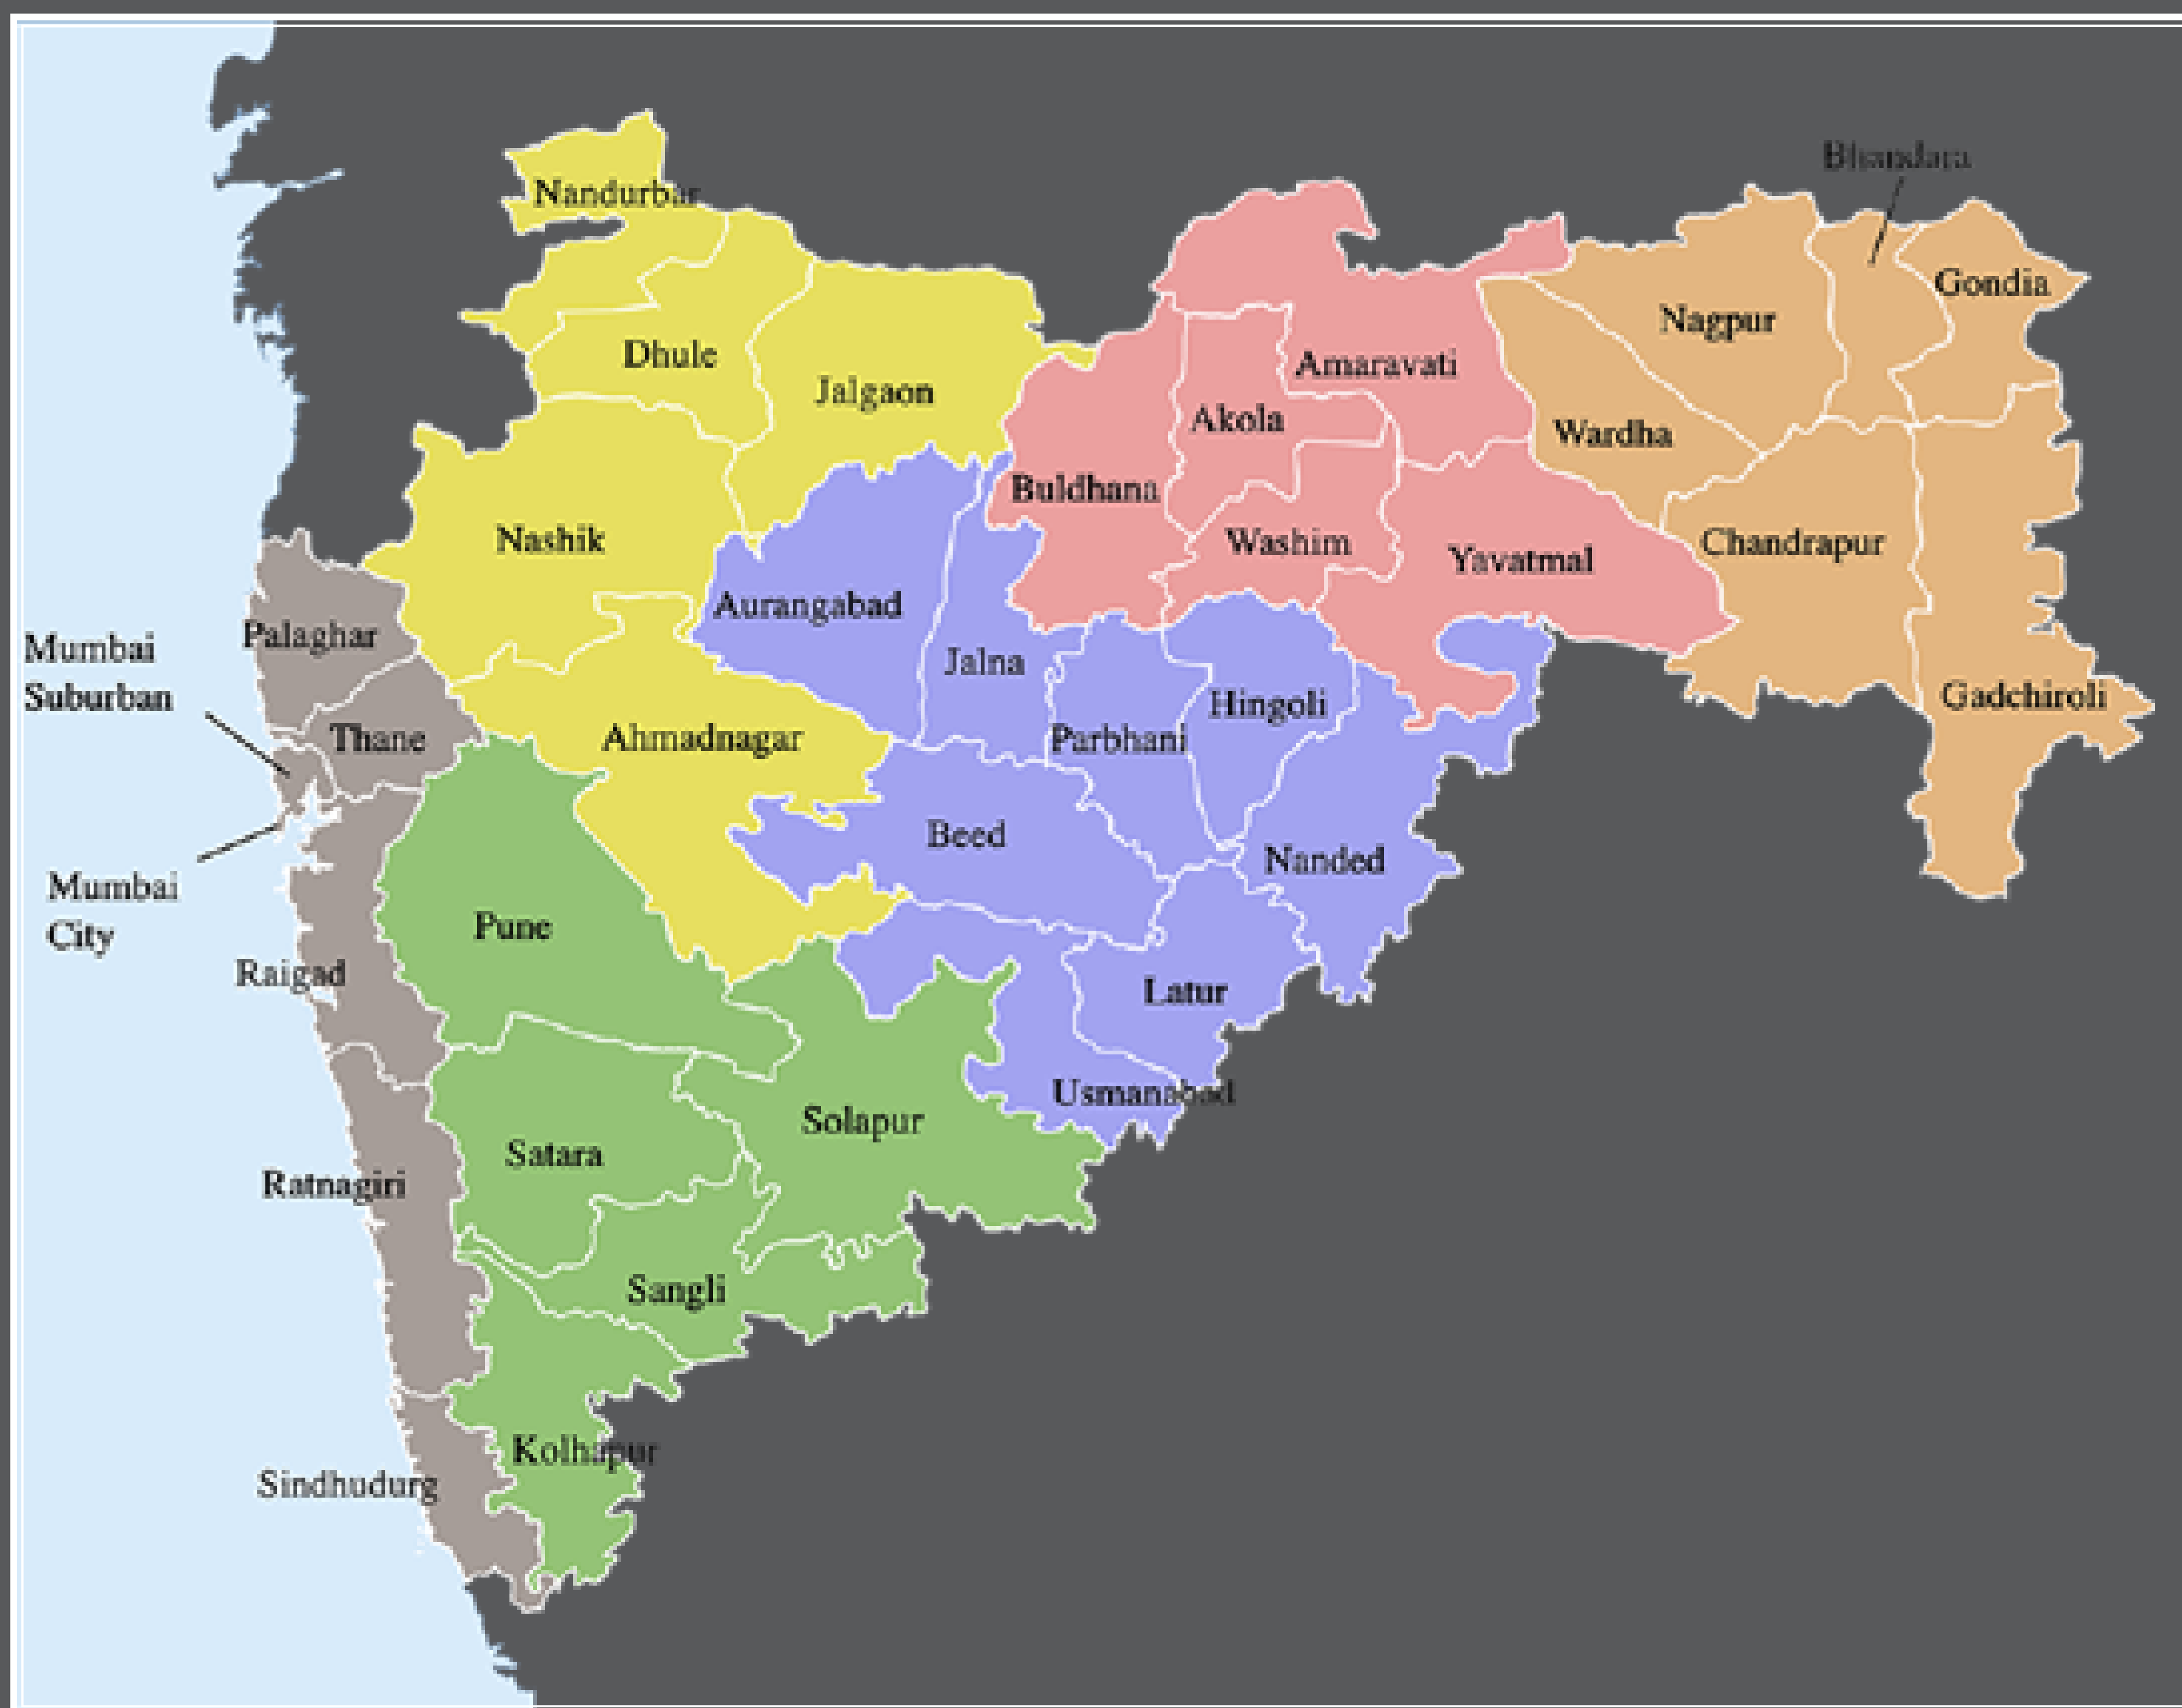 Bhandara
Nandurbar
Gondia
Nagpur
Dhule
Amaravati
Jalgaon
Akola
Wardha
Buldhana
Nashik
Washim
Chandrapur
Yavatmal
Aurangabad
Palaghar
Mumbai
Suburban
Jalna
Gadchiroli
Hingoli
Thane
Ahmadnagar
Parbhani
Beed
Nanded
Mumbai
City
Pune
Raigad
Latur
Usmanabad
Solapur
Satara
Ratnagiri
Sangli
Kolhapur
Sindhudurg